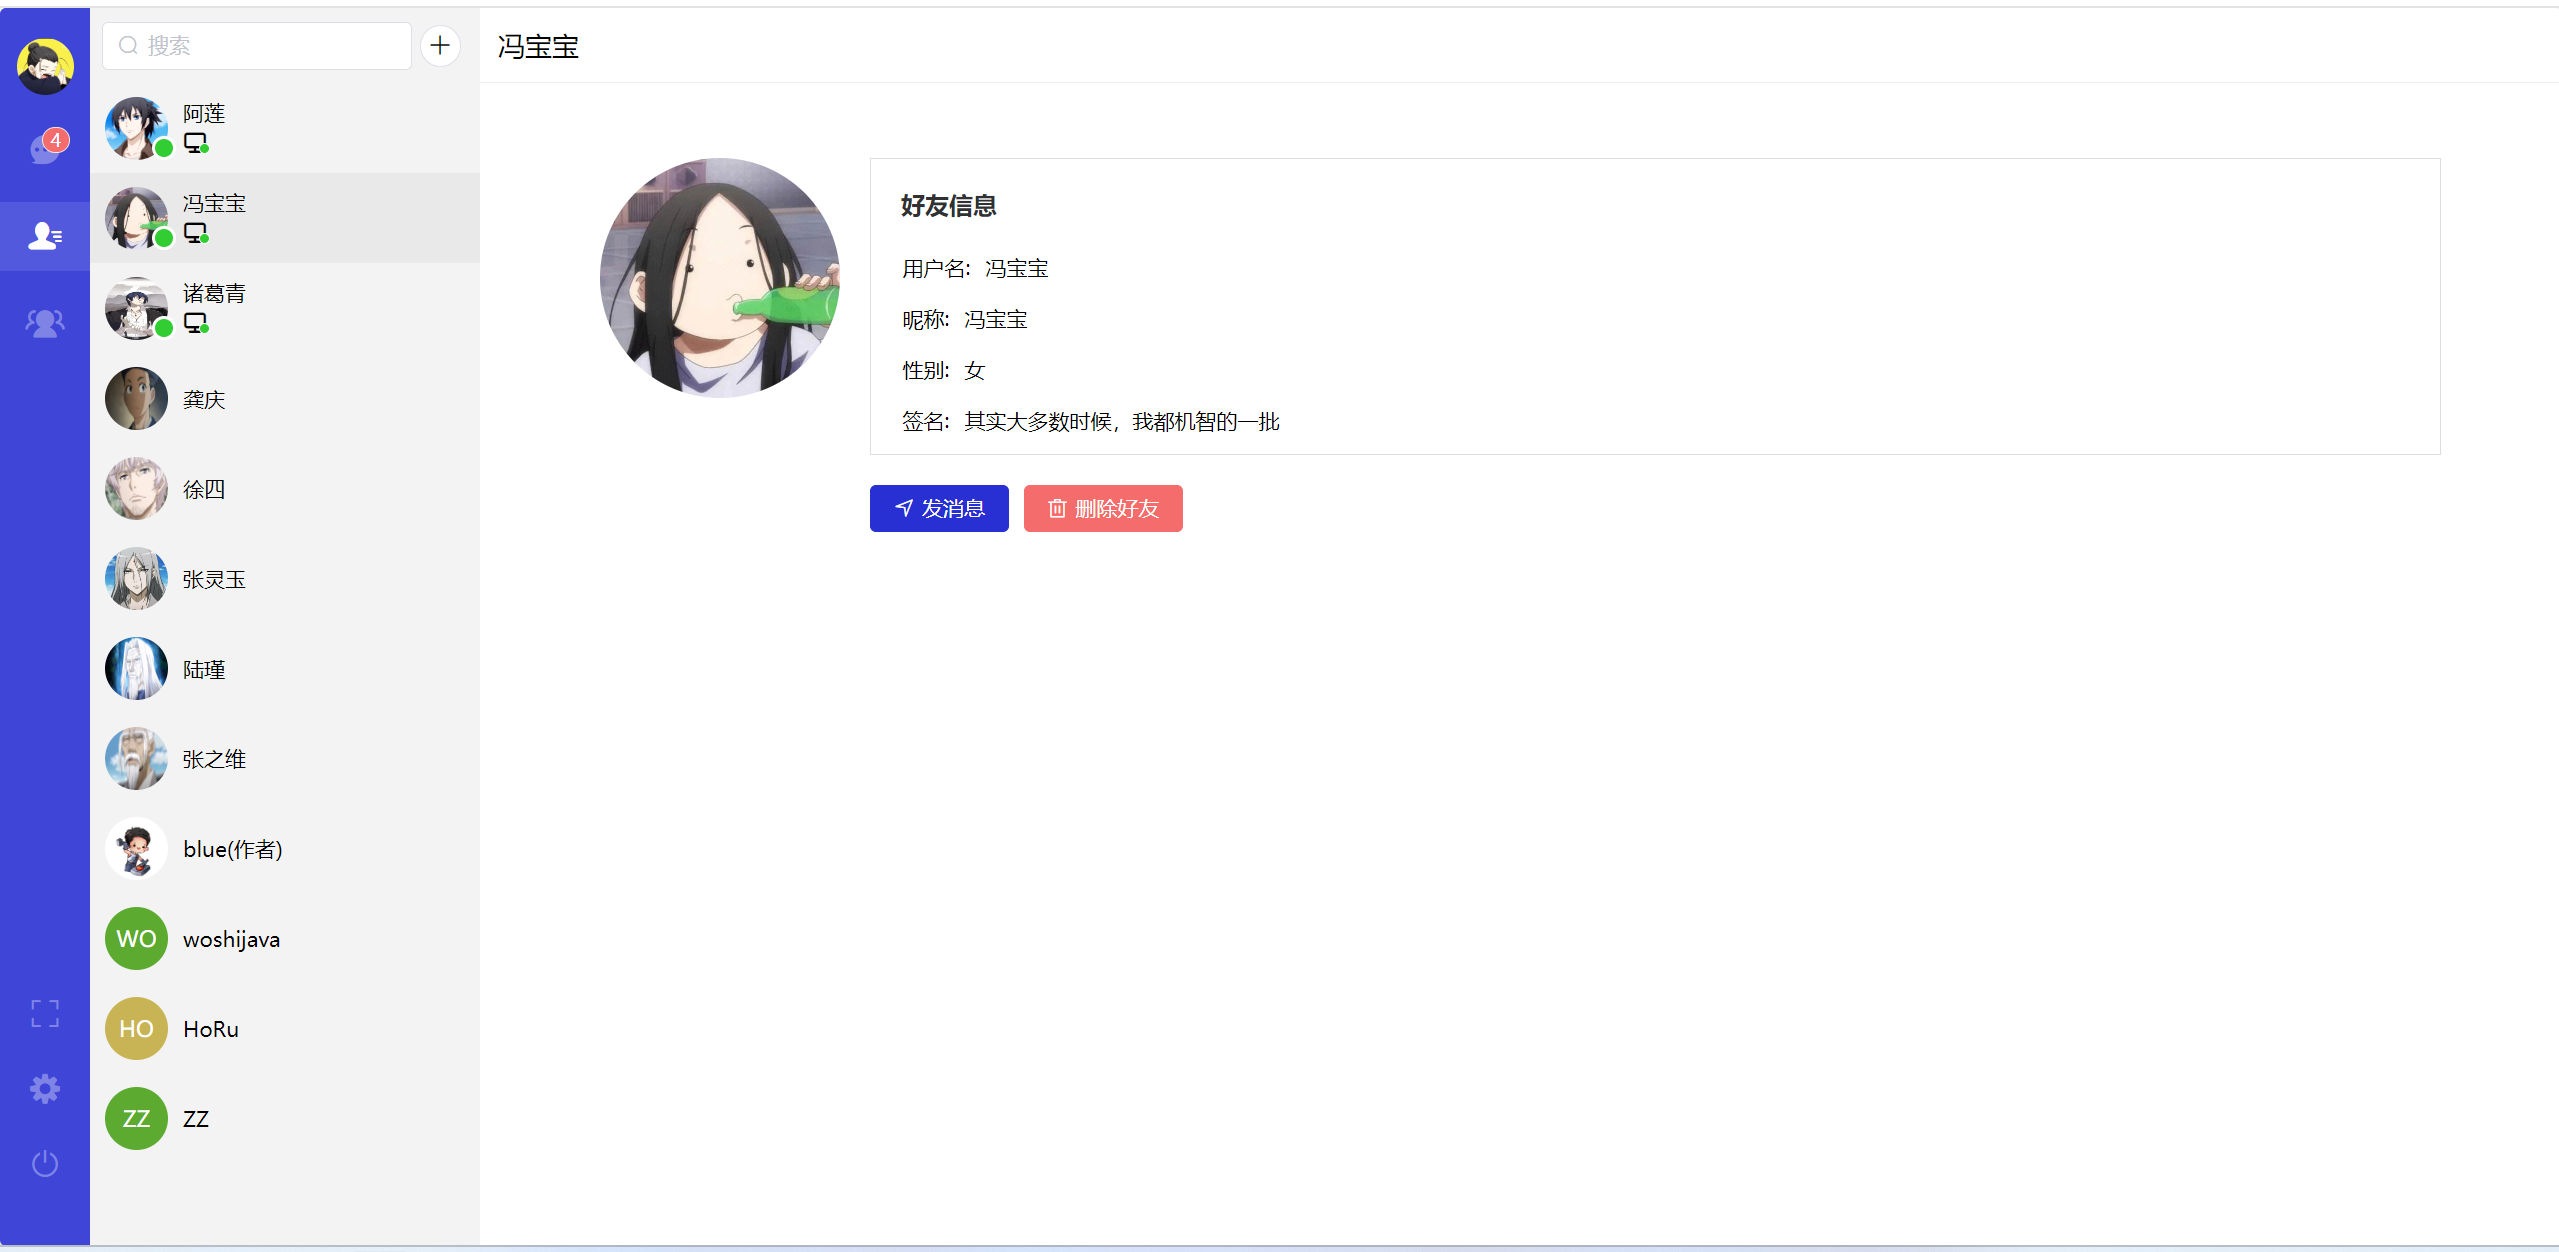 4
搜索
阿莲
冯宝宝
诸葛青
龚庆
徐四
张灵玉
陆瑾
张之维
blue(作者)
WO
woshijava
HO
HoRu
ZZ
ZZ
冯宝宝
好友信息
用户名: 冯宝宝
昵称: 冯宝宝
性别: 女
签名: 其实大多数时候，我都机智的一批
发消息
删除好友